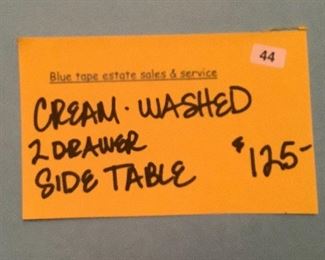 44
Blue tape estate sales & service
CREAM · WASHED
2 DRAWER
SIDE TABLE $125-